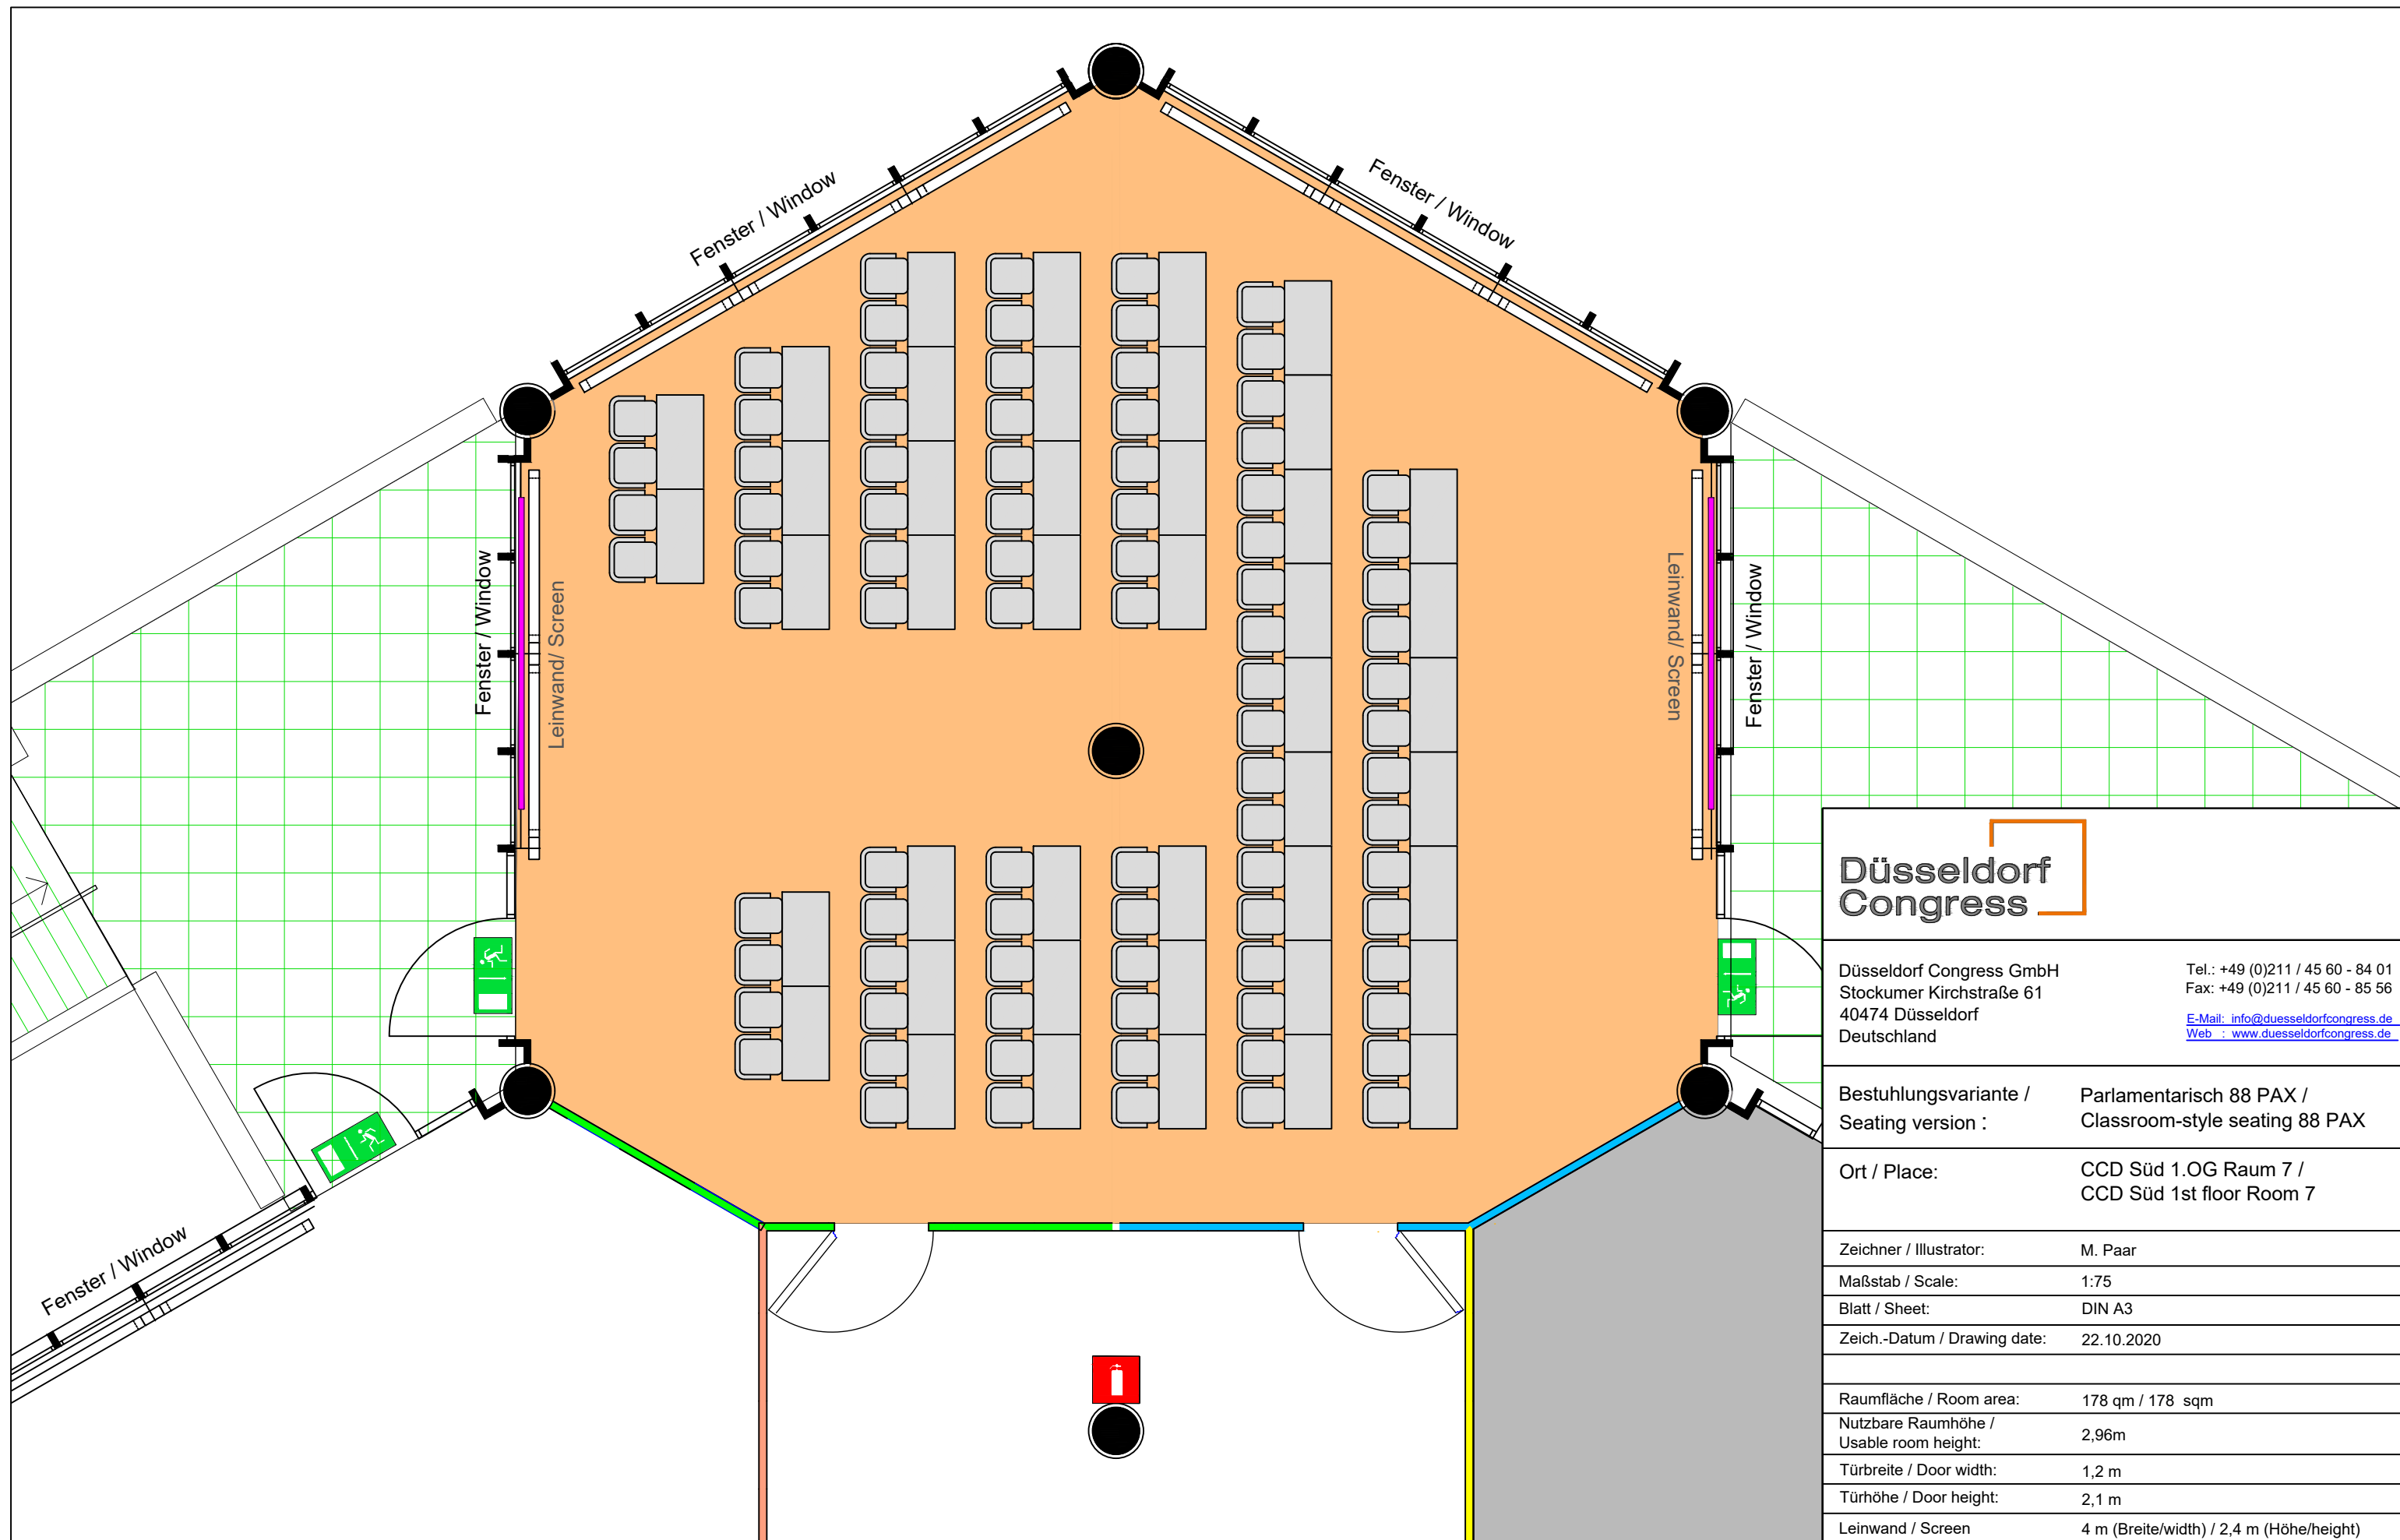 Fenster / Window
Fenster / Window
Fenster / Window
Leinwand/ Screen
Leinwand/ Screen
Fenster / Window
Fenster / Window
Düsseldorf
Congress
Düsseldorf Congress GmbH
Stockumer Kirchstraße 61
40474 Düsseldorf
Deutschland
Tel.: +49 (0)211 / 45 60 - 84 01
Fax: +49 (0)211 / 45 60 - 85 56
E-Mail: info@duesseldorfcongress.de
Web : www.duesseldorfcongress.de
Bestuhlungsvariante / Parlamentarisch 88 PAX /
Seating version : Classroom-style seating 88 PAX
Ort / Place: CCD Süd 1.OG Raum 7 /
CCD Süd 1st floor Room 7
Zeichner / Illustrator: M. Paar
Maßstab / Scale: 1:75
Blatt / Sheet: DIN A3
Zeich.-Datum / Drawing date: 22.10.2020
Raumfläche / Room area: 178 qm / 178 sqm
Nutzbare Raumhöhe /
Usable room height: 2,96m
Türbreite / Door width: 1,2 m
Türhöhe / Door height: 2,1 m
Leinwand / Screen 4 m (Breite/width) / 2,4 m (Höhe/height)